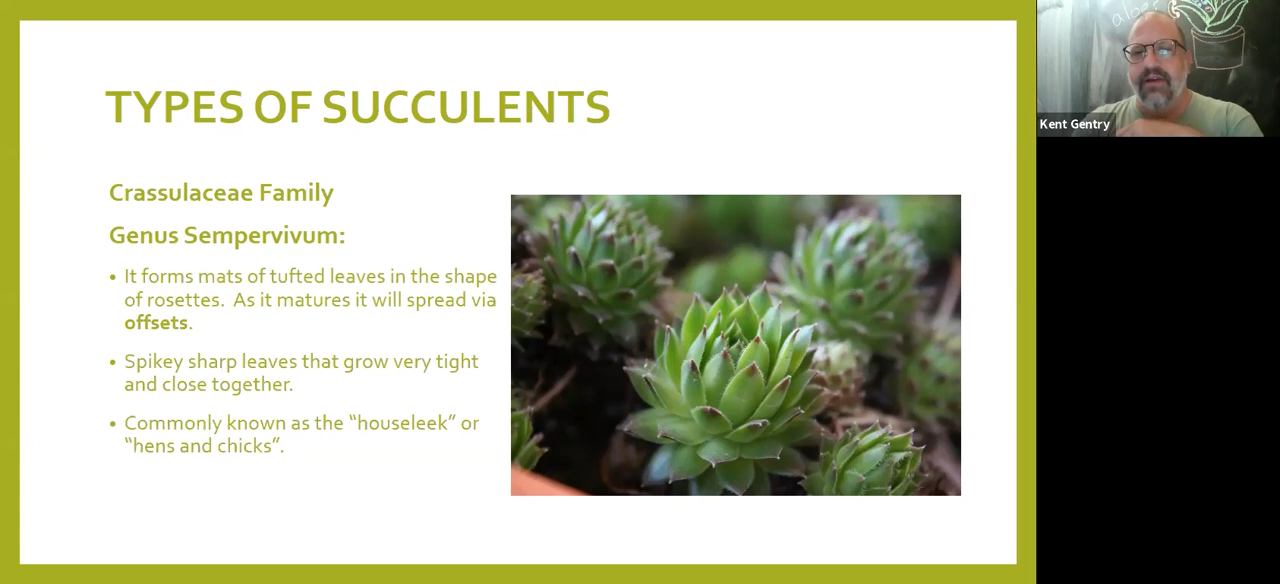 TYPES OF SUCCULENTS
Crassulaceae Family
Genus Sempervivum:
• It forms mats of tufted leaves in the shape
of rosettes.  As it matures it will spread via
offsets.
• Spikey sharp leaves that grow very tight
and close together.
• Commonly known as the “houseleek” or
“hens and chicks”.
aloes
Kent Gentry